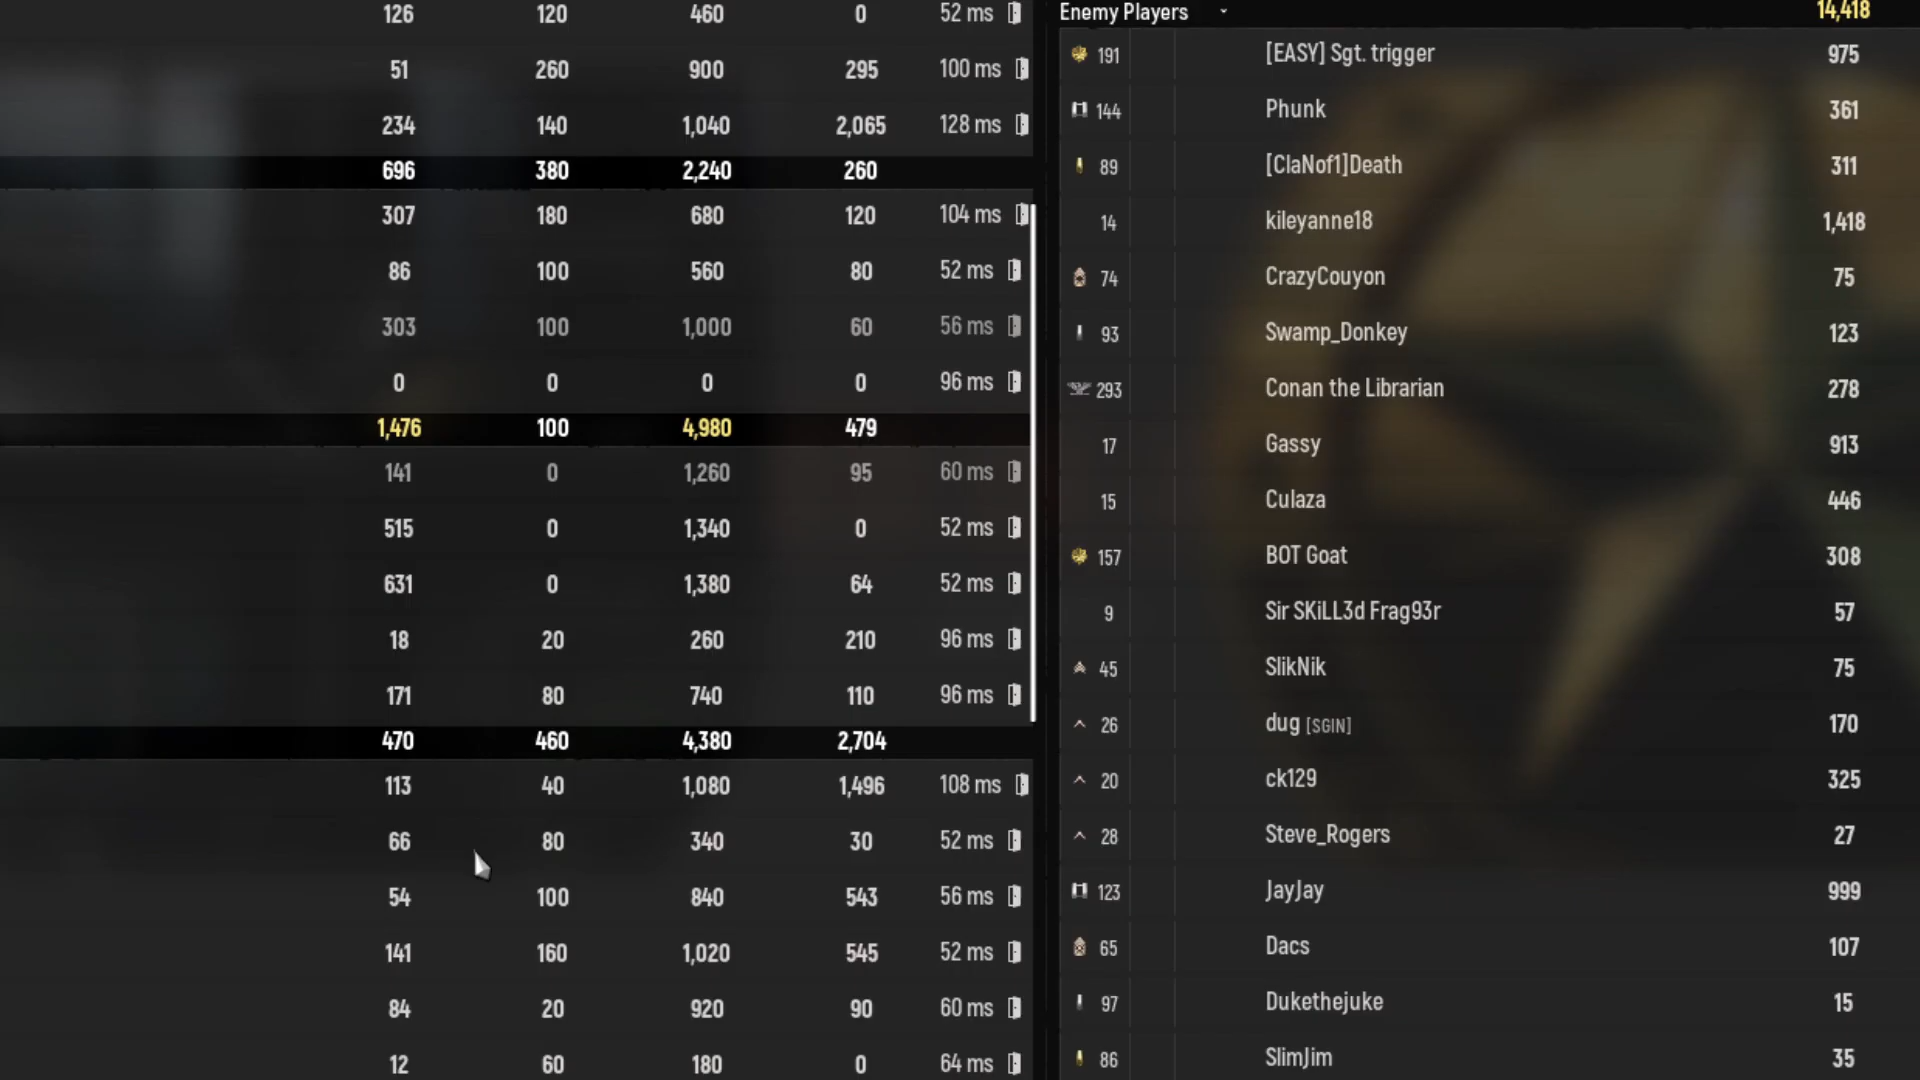 126 120 460 0 52 ms
51 260 900 295 100 ms
234 140 1,040 2,065 128 ms
696 380 2,240 260
307 180 680 120 104 ms
86 100 560 80 52 ms
303 100 1,000 60 56 ms
0 0 0 0 96 ms
1,476 100 4,980 479
141 0 1,260 95 60 ms
515 0 1,340 0 52 ms
631 0 1,380 64 52 ms
18 20 260 210 96 ms
171 80 740 110 96 ms
470 460 4,380 2,704
113 40 1,080 1,496 108 ms
66 80 340 30 52 ms
54 100 840 543 56 ms
141 160 1,020 545 52 ms
84 20 920 90 60 ms
12 60 180 0 64 ms
Enemy Players 14,418
191 [EASY] Sgt. trigger 975
144 Phunk 361
89 [ClaNof1]Death 311
14 kileyanne18 1,418
74 CrazyCouyon 75
93 Swamp_Donkey 123
293 Conan the Librarian 278
17 Gassy 913
15 Culaza 446
157 BOT Goat 308
9 Sir SKiLL3d Frag93r 57
45 SlikNik 75
26 dug [SGIN] 170
20 ck129 325
28 Steve_Rogers 27
123 JayJay 999
65 Dacs 107
97 Dukethejuke 15
86 SlimJim 35